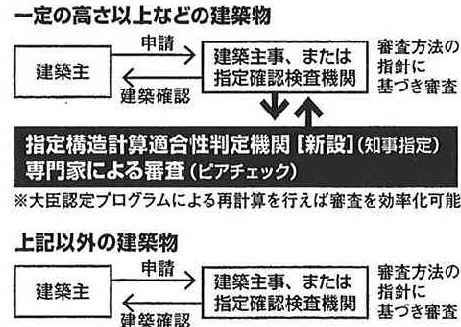 一定の高さ以上などの建築物
申請
建築主
建築主事、または
指定確認検査機関
審査方法の
指針に
基づき審査
建築確認
指定構造計算適合性判定機関［新設］（知事指定）
専門家による審査（ピアチェック）
※大臣認定プログラムによる再計算を行えば審査を効率化可能
上記以外の建築物
申請
建築主
建築主事、または
指定確認検査機関
審査方法の
指針に
基づき審査
建築確認